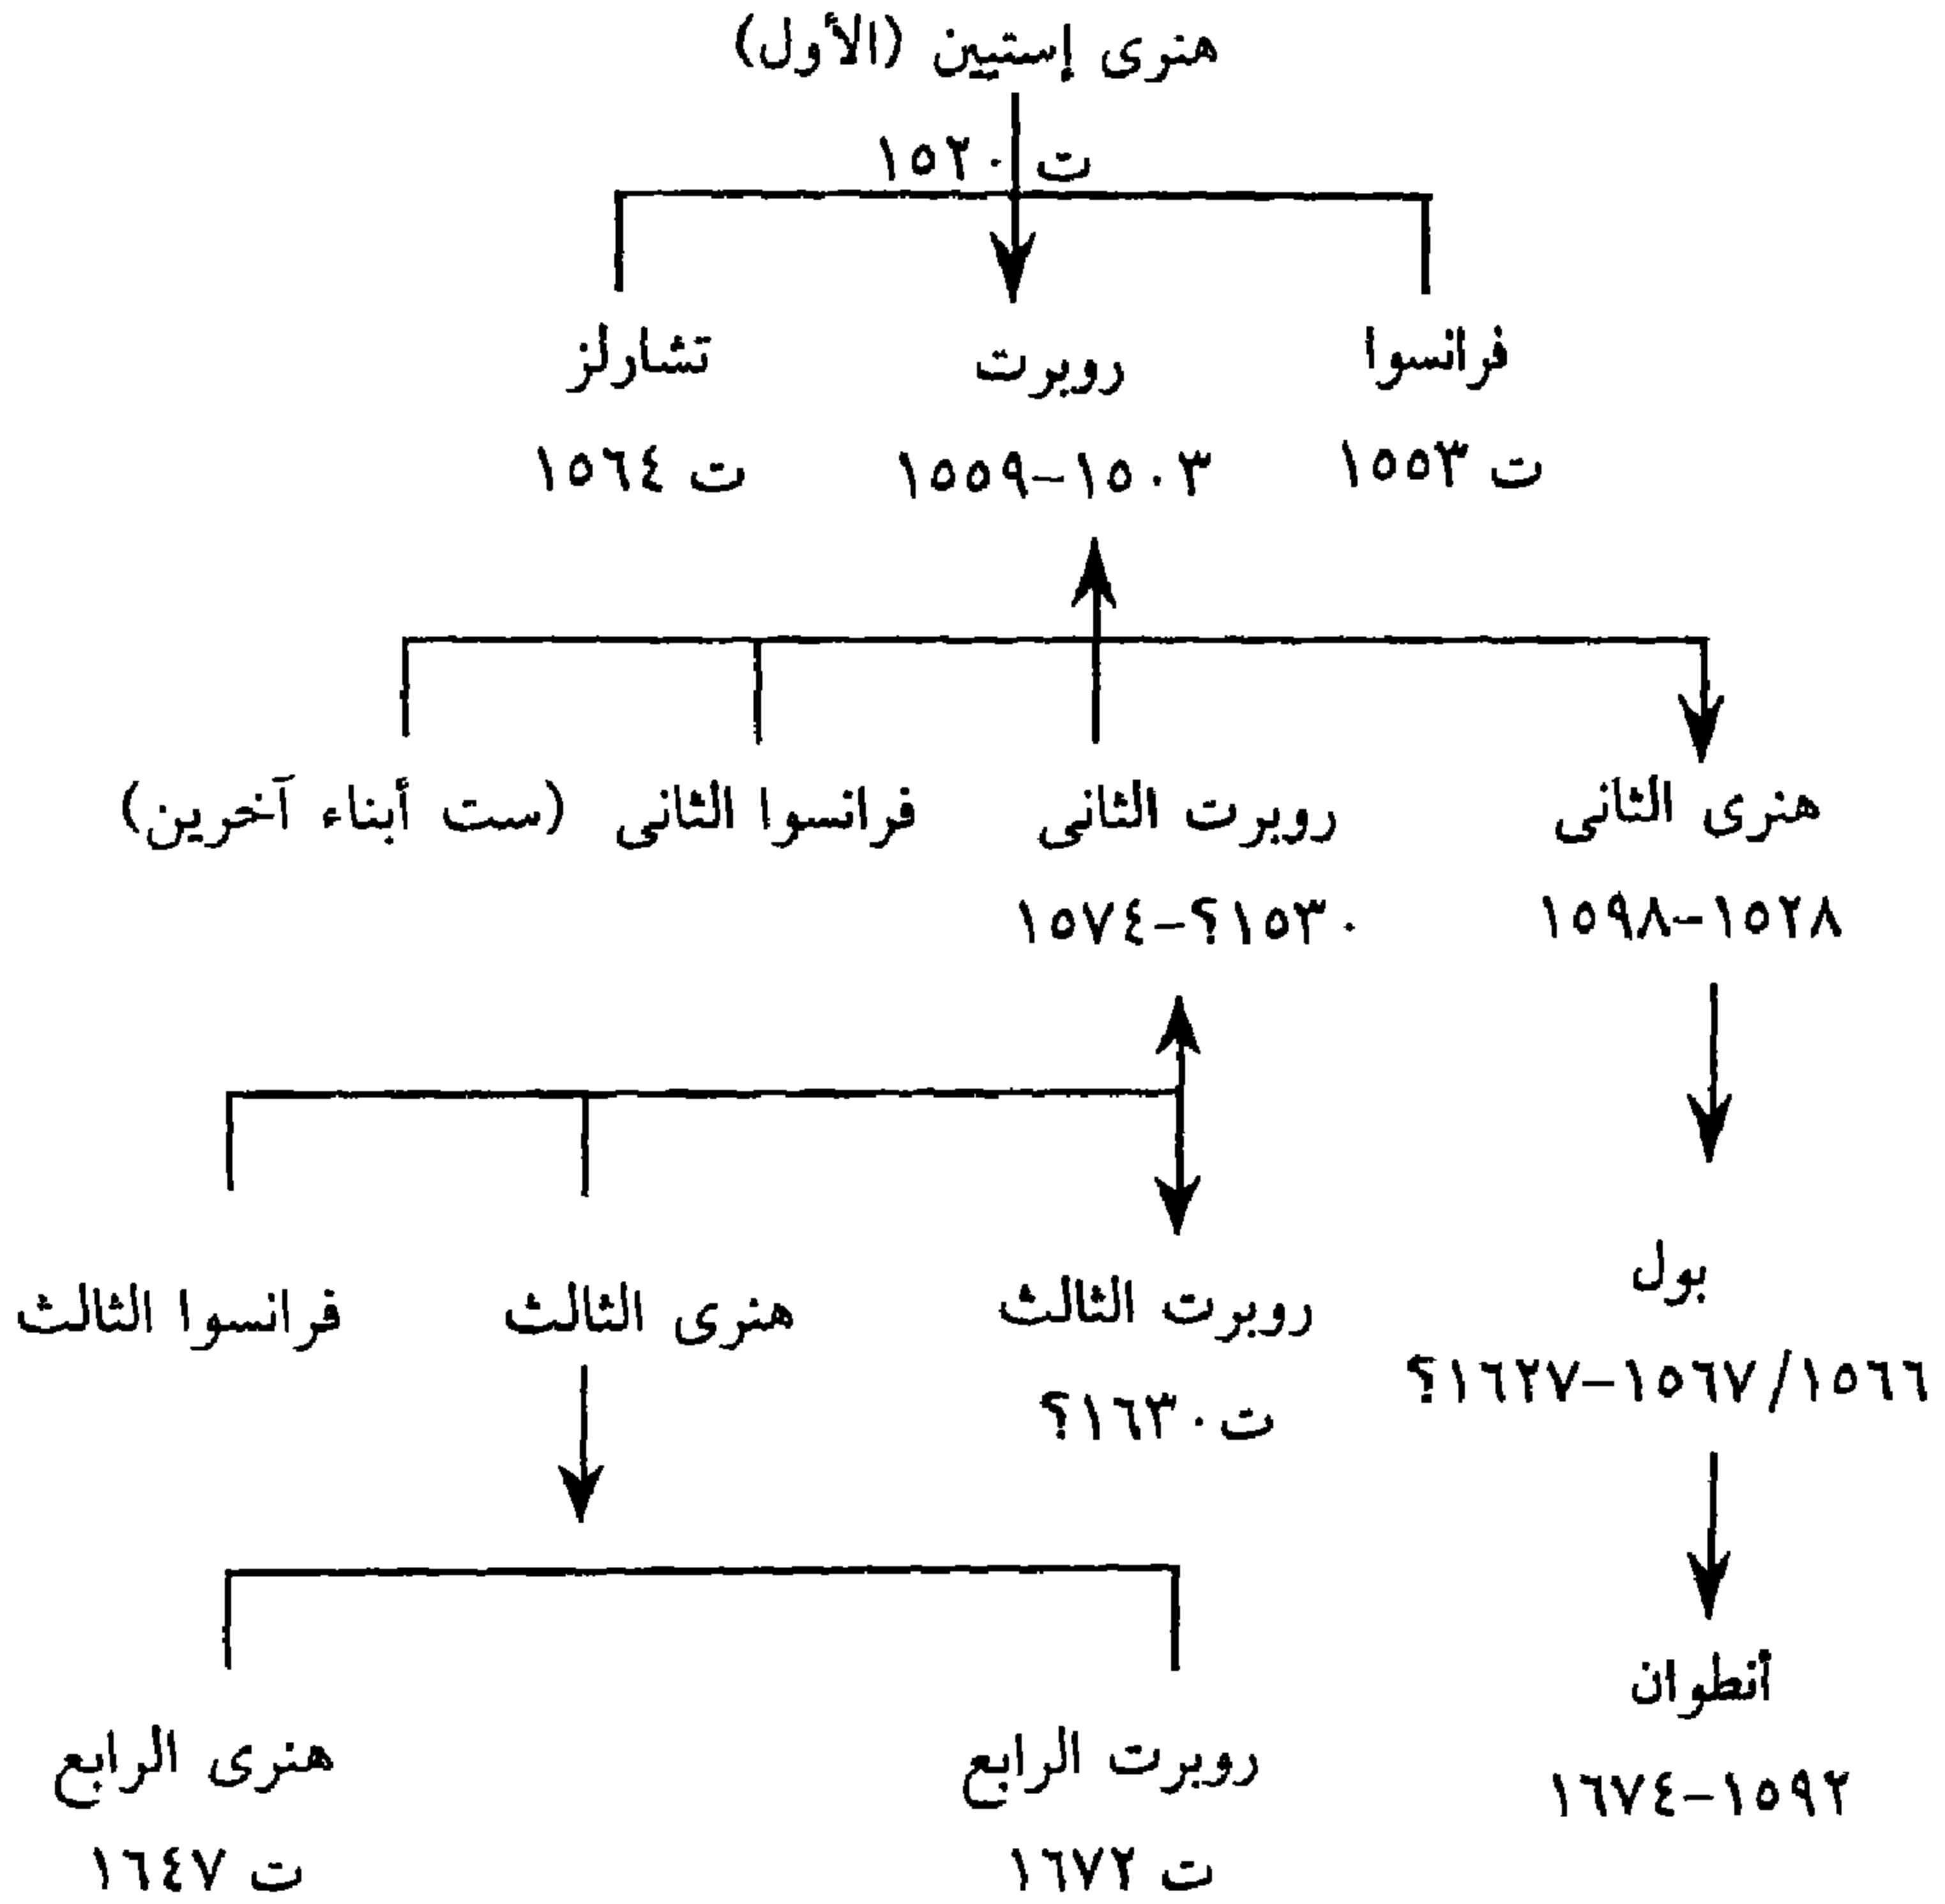 هنرى إستيين (الأول)
ت ١٥٢٠
فرانسوا روبرت تشارلز
ت ١٥٥٣ ١٥٠٣-١٥٥٩ ت ١٥٦٤
هنرى الثانى روبرت الثانى فرانسوا الثانى (ست أبناء آخرين)
١٥٢٨-١٥٩٨ ١٥٣٠؟-١٥٧٤
بول
روبرت الثالث هنرى الثالث فرانسوا الثالث
١٥٦٦/١٥٦٧-١٦٢٧؟
ت ١٦٣٠؟
أنطوان
١٥٩٢-١٦٧٤
روبرت الرابع هنرى الرابع
ت ١٦٧٢ ت ١٦٤٧